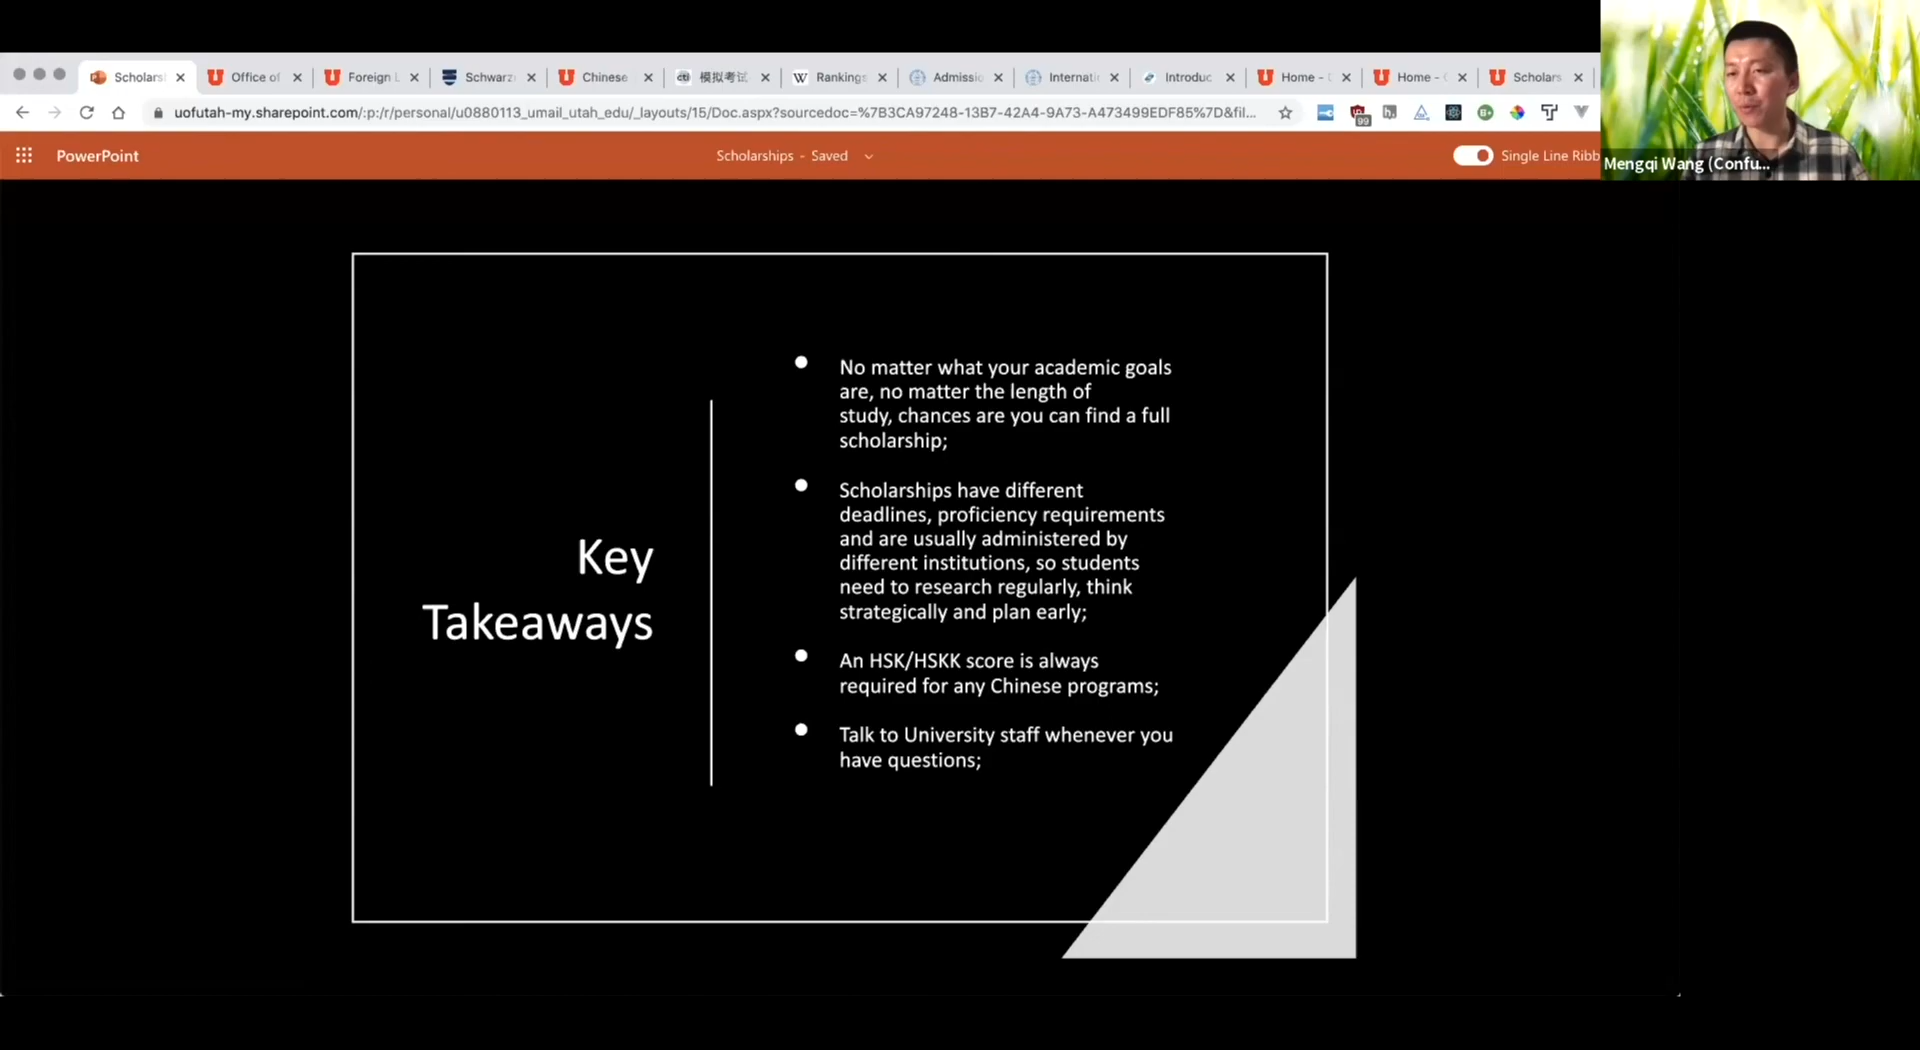 Scholars
Office of
Foreign L
Schwarz
Chinese
模拟考试
Rankings
Admissio
Internatio
Introduc
Home - 
Home - 
Scholars
uofutah-my.sharepoint.com/:p:/r/personal/u0880113_umail_utah_edu/_layouts/15/Doc.aspx?sourcedoc=%7B3CA97248-13B7-42A4-9A73-A473499EDF85%7D&fil...
99
PowerPoint
Scholarships - Saved
Single Line Ribb
Mengqi Wang (Confu...
Key
Takeaways
No matter what your academic goals
are, no matter the length of
study, chances are you can find a full
scholarship;
Scholarships have different
deadlines, proficiency requirements
and are usually administered by
different institutions, so students
need to research regularly, think
strategically and plan early;
An HSK/HSKK score is always
required for any Chinese programs;
Talk to University staff whenever you
have questions;